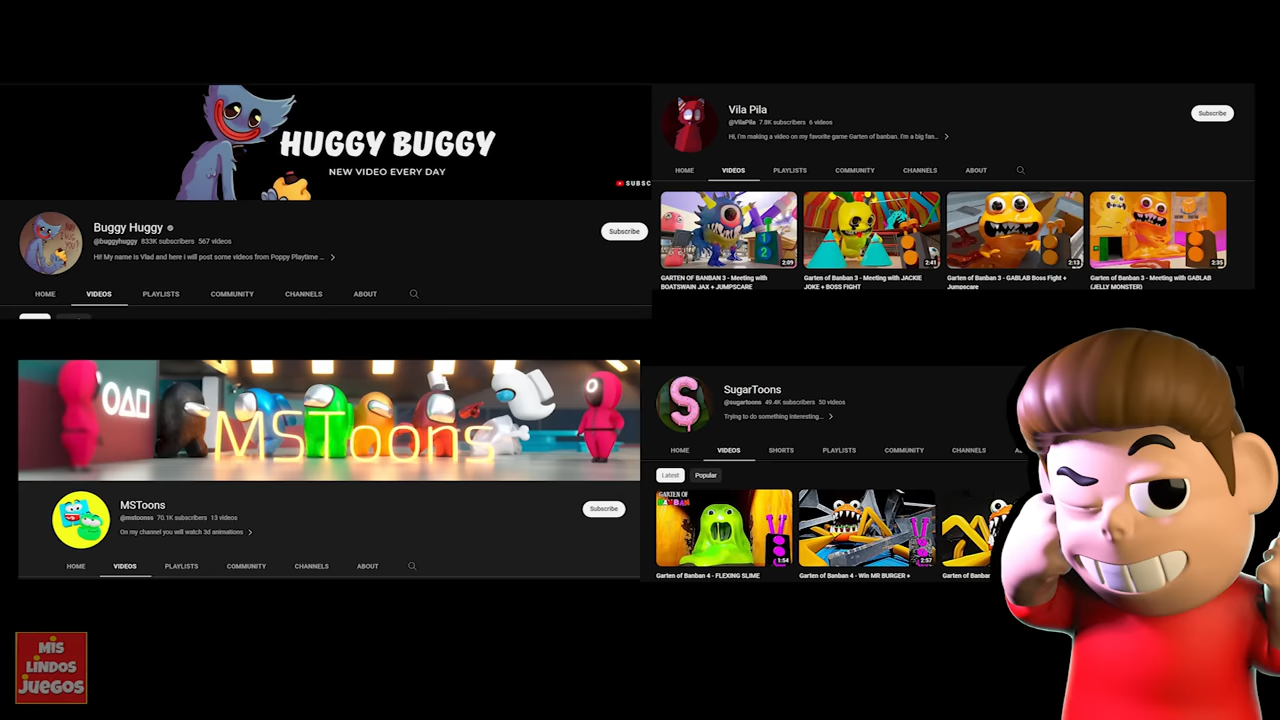 HUGGY BUGGY
NEW VIDEO EVERY DAY
SUBSC
Buggy Huggy
@buggyhuggy 833K subscribers 567 videos
Hi! My name is Vlad and here i will post some videos from Poppy Playtime ...
Subscribe
HOME VIDEOS PLAYLISTS COMMUNITY CHANNELS ABOUT
Vila Pila
@VilaPila 7.8K subscribers 6 videos
Hi, I'm making a video on my favorite game Garten of banban. I'm a big fan...
Subscribe
HOME VIDEOS PLAYLISTS COMMUNITY CHANNELS ABOUT
2:09 2:41 2:13 2:35
GARTEN OF BANBAN 3 - Meeting with
BOATSWAIN JAX + JUMPSCARE
Garten of Banban 3 - Meeting with JACKIE
JOKE + BOSS FIGHT
Garten of Banban 3 - GABLAB Boss Fight +
Jumpscare
Garten of Banban 3 - Meeting with GABLAB
(JELLY MONSTER)
MSToons
MSToons
@mstoonss 70.1K subscribers 13 videos
On my channel you will watch 3d animations
Subscribe
HOME VIDEOS PLAYLISTS COMMUNITY CHANNELS ABOUT
SugarToons
@sugartoons 49.4K subscribers 50 videos
Trying to do something interesting...
HOME VIDEOS SHORTS PLAYLISTS COMMUNITY CHANNELS
Latest Popular
GARTEN OF
BANBAN
1:54 2:57
Garten of Banban 4 - FLEXING SLIME
Garten of Banban 4 - Win MR BURGER +
Garten of Banbar
MIS
LINDOS
JUEGOS